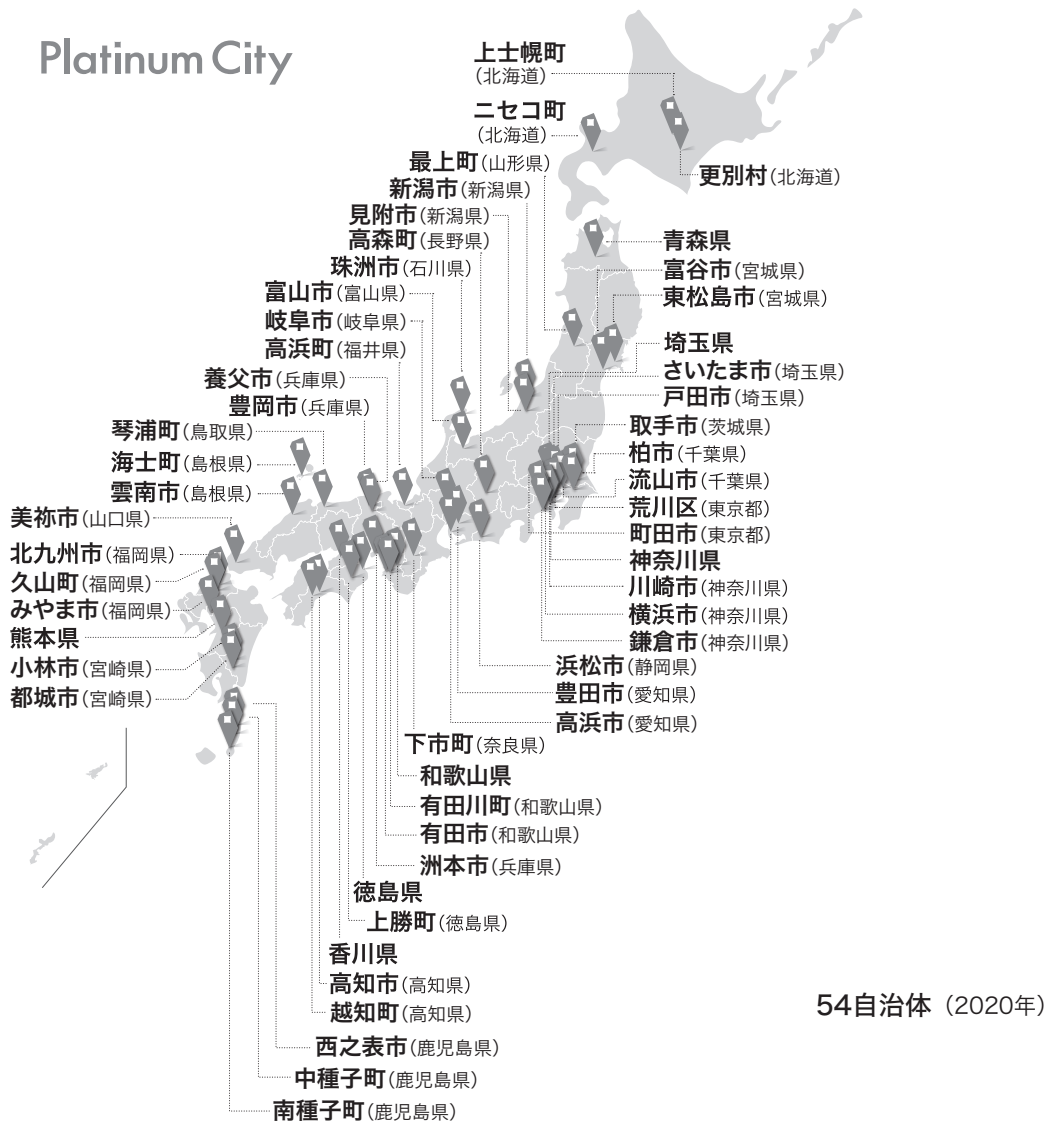 Platinum City
上士幌町
(北海道)
ニセコ町
(北海道)
最上町(山形県)
新潟市(新潟県)
見附市(新潟県)
高森町(長野県)
珠洲市(石川県)
富山市(富山県)
岐阜市(岐阜県)
高浜町(福井県)
養父市(兵庫県)
豊岡市(兵庫県)
琴浦町(鳥取県)
海士町(島根県)
雲南市(島根県)
美祢市(山口県)
北九州市(福岡県)
久山町(福岡県)
みやま市(福岡県)
熊本県
小林市(宮崎県)
都城市(宮崎県)
更別村(北海道)
青森県
富谷市(宮城県)
東松島市(宮城県)
埼玉県
さいたま市(埼玉県)
戸田市(埼玉県)
取手市(茨城県)
柏市(千葉県)
流山市(千葉県)
荒川区(東京都)
町田市(東京都)
神奈川県
川崎市(神奈川県)
横浜市(神奈川県)
鎌倉市(神奈川県)
浜松市(静岡県)
豊田市(愛知県)
高浜市(愛知県)
下市町(奈良県)
和歌山県
有田川町(和歌山県)
有田市(和歌山県)
洲本市(兵庫県)
徳島県
上勝町(徳島県)
香川県
高知市(高知県)
越知町(高知県)
西之表市(鹿児島県)
中種子町(鹿児島県)
南種子町(鹿児島県)
54自治体(2020年)